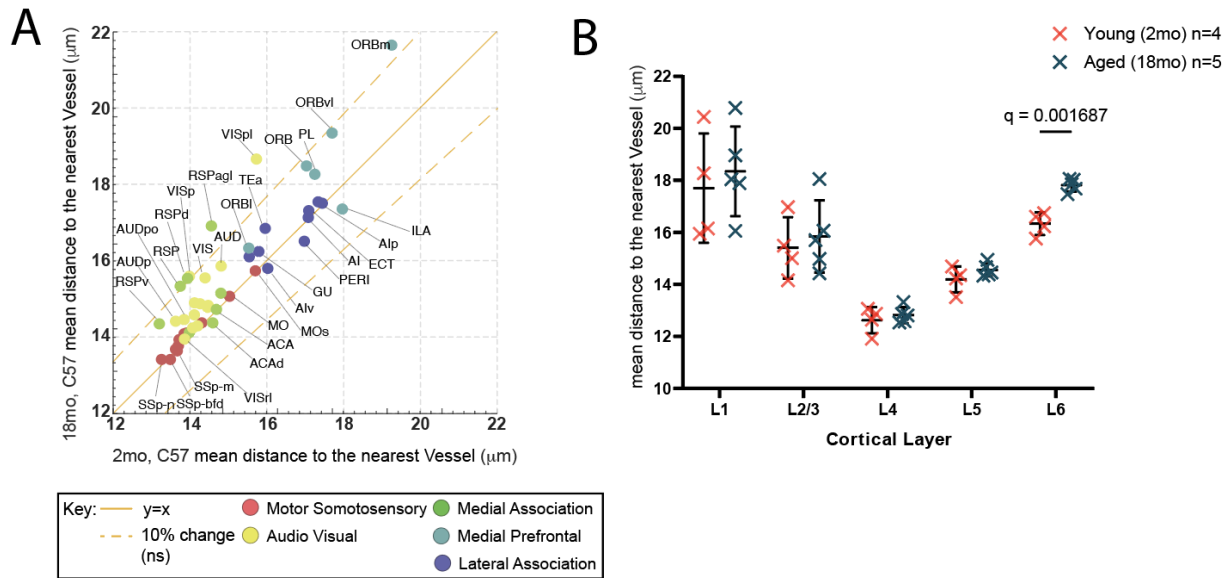 A
18mo, C57 mean distance to the nearest Vessel (μm)
22
20
18
16
14
12
12
14
16
18
20
22
2mo, C57 mean distance to the nearest Vessel (μm)
ORBm
ORBvl
ORB
PL
VISpl
TEa
RSPagl
ORBl
VISp
RSPd
AUD
AUDpo
RSP
VIS
AUDp
RSPv
ILA
AIp
ECT
AI
PERI
GU
AIv
MOs
MO
ACA
ACAd
VISrl
SSp-m
SSp-bfd
SSp-n
Key:
y=x
10% change
(ns)
Motor Somotosensory
Audio Visual
Medial Association
Medial Prefrontal
Lateral Association
B
Young (2mo) n=4
Aged (18mo) n=5
mean distance to the nearest Vessel (μm)
22
20
18
16
14
12
10
q = 0.001687
L1
L2/3
L4
L5
L6
Cortical Layer